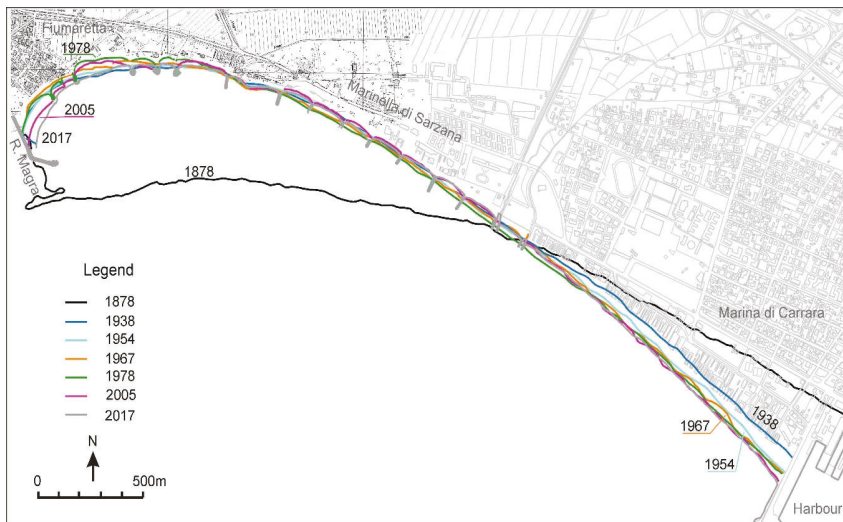 Fiumaretta
1978
Marinella di Sarzana
2005
2017
R. Magra
1878
Legend
1878
1938
1954
1967
1978
2005
2017
Marina di Carrara
1938
1967
1954
N
0 500m
Harbour